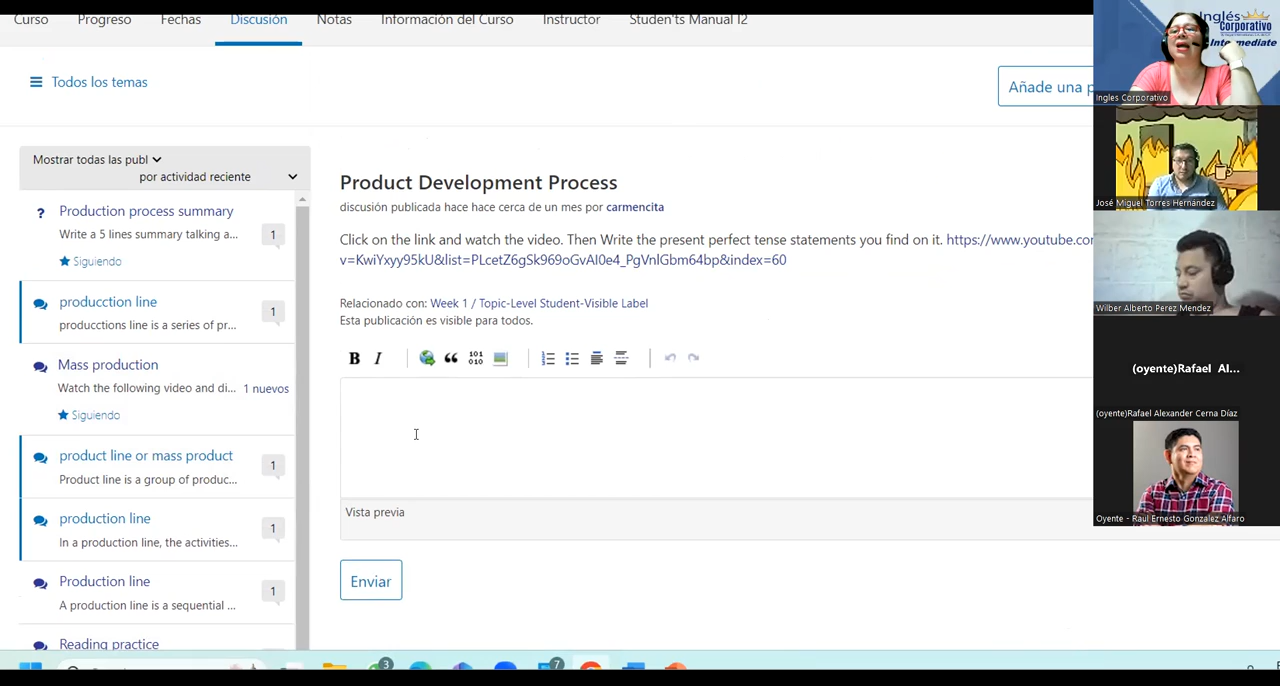 Curso Progreso Fechas Discusión Notas Información del Curso Instructor Studen'ts Manual I2
Todos los temas
Añade una p
Mostrar todas las publ
por actividad reciente
? Production process summary
Write a 5 lines summary talking a...
1
Siguiendo
producction line
producctions line is a series of pr...
1
Mass production
Watch the following video and di... 1 nuevos
Siguiendo
product line or mass product
Product line is a group of produc...
1
production line
In a production line, the activities...
1
Production line
A production line is a sequential ...
1
Reading practice
Product Development Process
discusión publicada hace hace cerca de un mes por carmencita
Click on the link and watch the video. Then Write the present perfect tense statements you find on it. https://www.youtube.co
v=KwiYxyy95kU&list=PLcetZ6gSk969oGvAI0e4_PgVnlGbm64bp&index=60
Relacionado con: Week 1 / Topic-Level Student-Visible Label
Esta publicación es visible para todos.
B I 101 010
Vista previa
Enviar
Inglés
Corporativo
Intermediate
Ingles Corporativo
José Miguel Torres Hernández
Wilber Alberto Perez Mendez
(oyente)Rafael Al...
(oyente)Rafael Alexander Cerna Díaz
Oyente - Raul Ernesto Gonzalez Alfaro
3
7